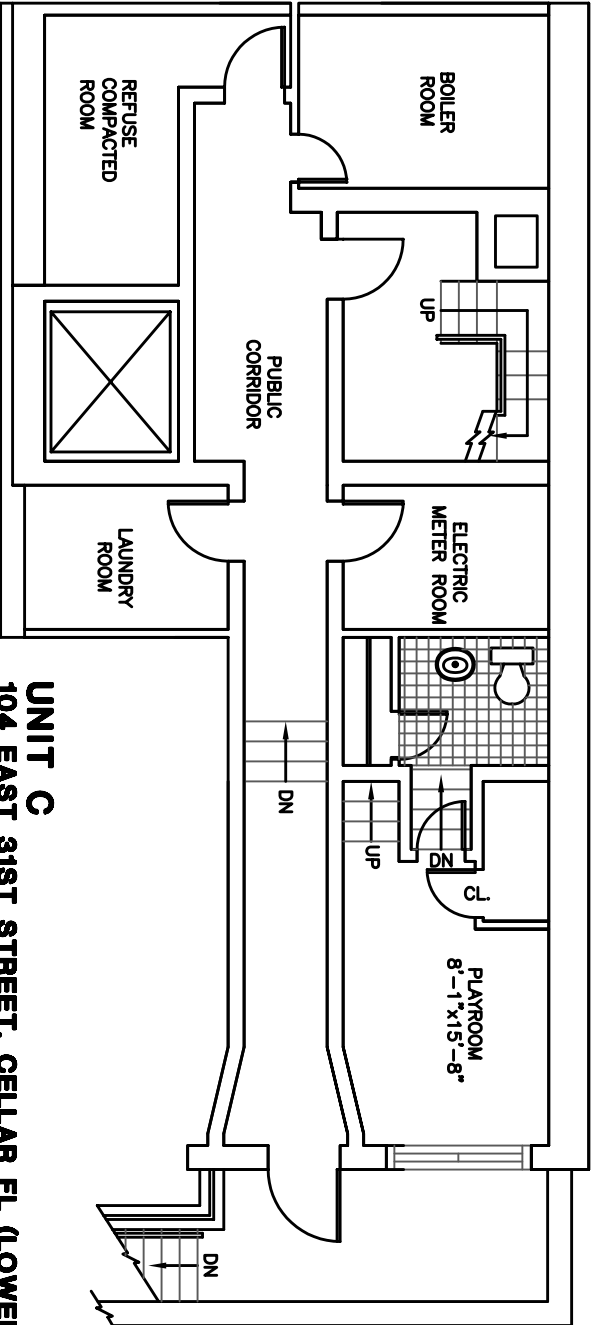 BOILER
ROOM
REFUSE
COMPACTED
ROOM
UP
PUBLIC
CORRIDOR
ELECTRIC
METER ROOM
LAUNDRY
ROOM
DN
UP
DN
CL.
PLAYROOM
8'-1"x15'-8"
DN
UNIT C
104 EAST 31ST STREET, CELLAR FL (LOWE